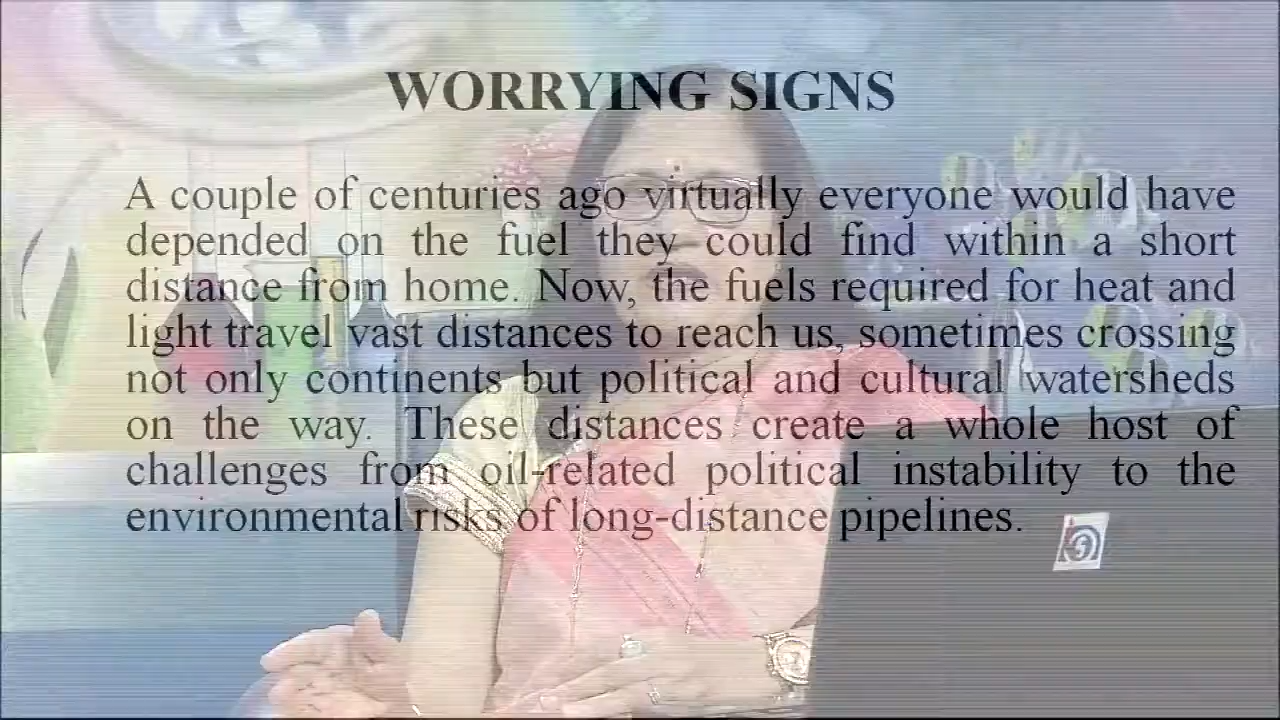 WORRYING SIGNS
A couple of centuries ago virtually everyone would have
depended on the fuel they could find within a short
distance from home. Now, the fuels required for heat and
light travel vast distances to reach us, sometimes crossing
not only continents but political and cultural watersheds
on the way. These distances create a whole host of
challenges from oil-related political instability to the
environmental risks of long-distance pipelines.